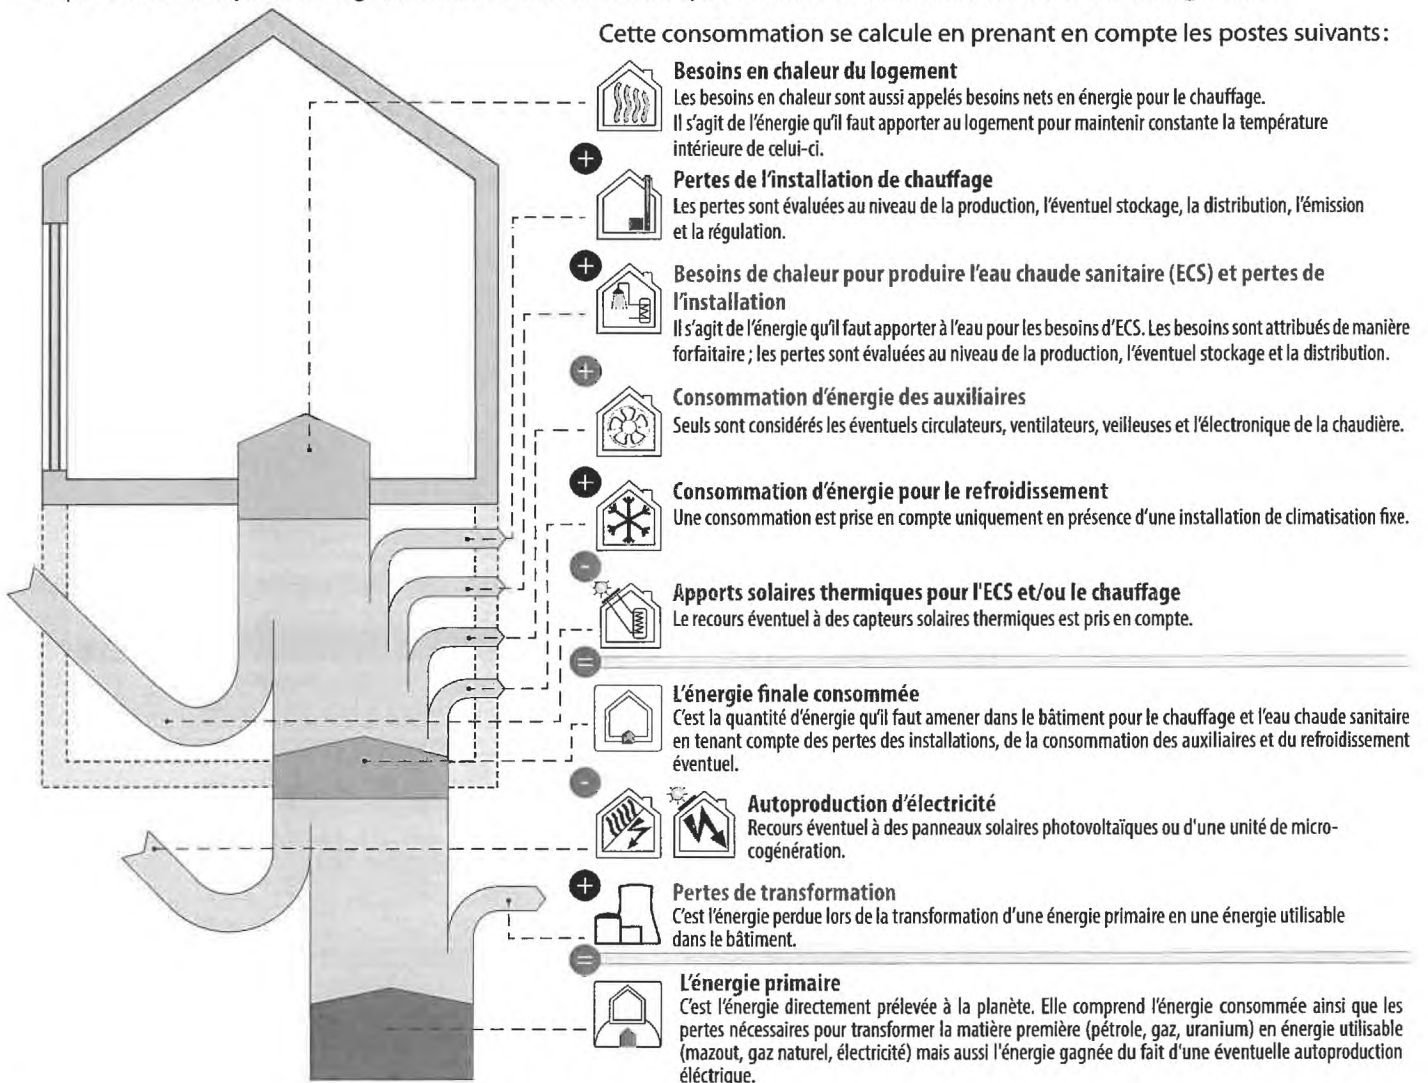 Cette consommation se calcule en prenant en compte les postes suivants:
Besoins en chaleur du logement
Les besoins en chaleur sont aussi appelés besoins nets en énergie pour le chauffage.
Il s'agit de l'énergie qu'il faut apporter au logement pour maintenir constante la température
intérieure de celui-ci.
+
Pertes de l'installation de chauffage
Les pertes sont évaluées au niveau de la production, l'éventuel stockage, la distribution, l'émission
et la régulation.
+
Besoins de chaleur pour produire l'eau chaude sanitaire (ECS) et pertes de
l'installation
Il s'agit de l'énergie qu'il faut apporter à l'eau pour les besoins d'ECS. Les besoins sont attribués de manière
forfaitaire ; les pertes sont évaluées au niveau de la production, l'éventuel stockage et la distribution.
+
Consommation d'énergie des auxiliaires
Seuls sont considérés les éventuels circulateurs, ventilateurs, veilleuses et l'électronique de la chaudière.
+
Consommation d'énergie pour le refroidissement
Une consommation est prise en compte uniquement en présence d'une installation de climatisation fixe.
-
Apports solaires thermiques pour l'ECS et/ou le chauffage
Le recours éventuel à des capteurs solaires thermiques est pris en compte.
=
L'énergie finale consommée
C'est la quantité d'énergie qu'il faut amener dans le bâtiment pour le chauffage et l'eau chaude sanitaire
en tenant compte des pertes des installations, de la consommation des auxiliaires et du refroidissement
éventuel.
-
Autoproduction d'électricité
Recours éventuel à des panneaux solaires photovoltaïques ou d'une unité de micro-
cogénération.
+
Pertes de transformation
C'est l'énergie perdue lors de la transformation d'une énergie primaire en une énergie utilisable
dans le bâtiment.
=
L'énergie primaire
C'est l'énergie directement prélevée à la planète. Elle comprend l'énergie consommée ainsi que les
pertes nécessaires pour transformer la matière première (pétrole, gaz, uranium) en énergie utilisable
(mazout, gaz naturel, électricité) mais aussi l'énergie gagnée du fait d'une éventuelle autoproduction
éléctrique.